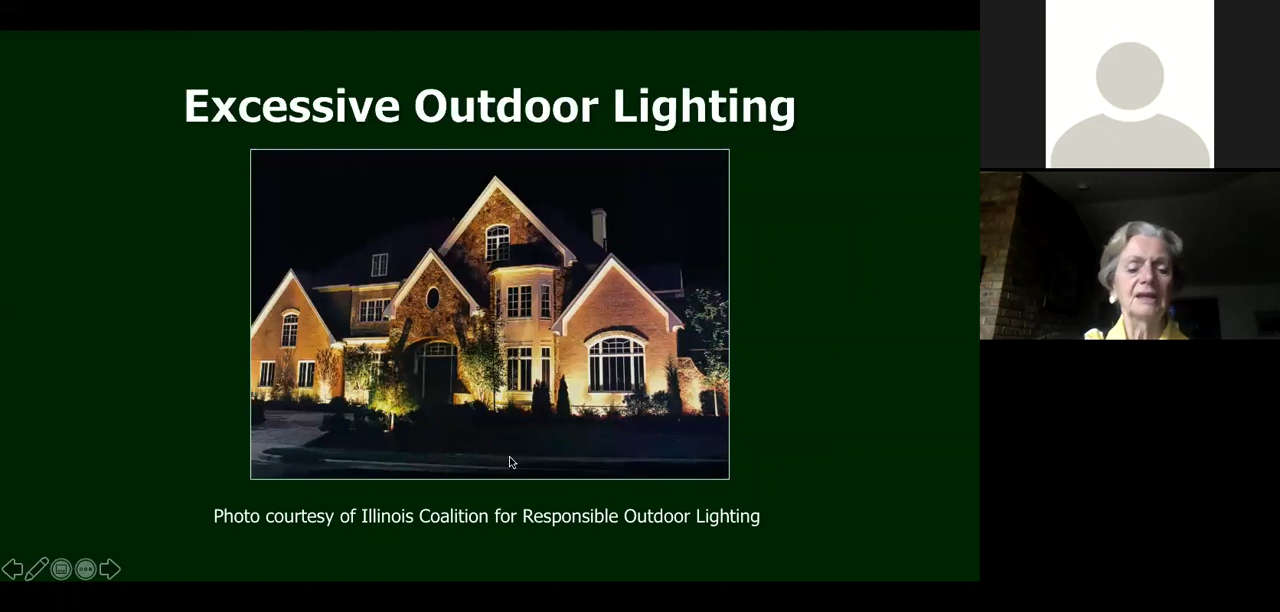 Excessive Outdoor Lighting
Photo courtesy of Illinois Coalition for Responsible Outdoor Lighting